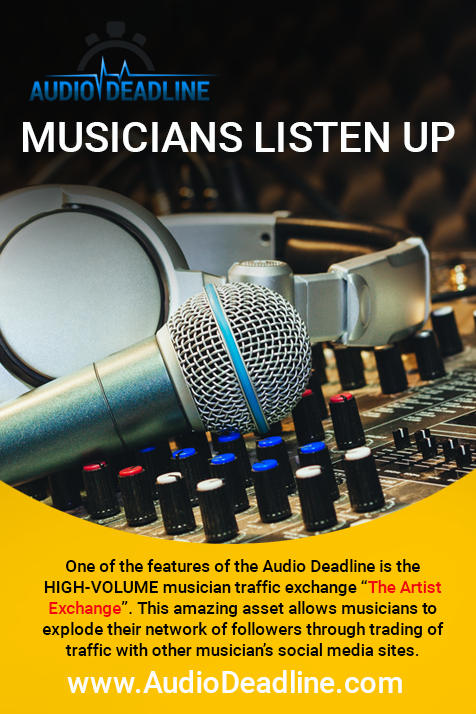 AUDIO DEADLINE
MUSICIANS LISTEN UP
One of the features of the Audio Deadline is the
HIGH-VOLUME musician traffic exchange “The Artist
Exchange”. This amazing asset allows musicians to
explode their network of followers through trading of
traffic with other musician’s social media sites.
www.AudioDeadline.com